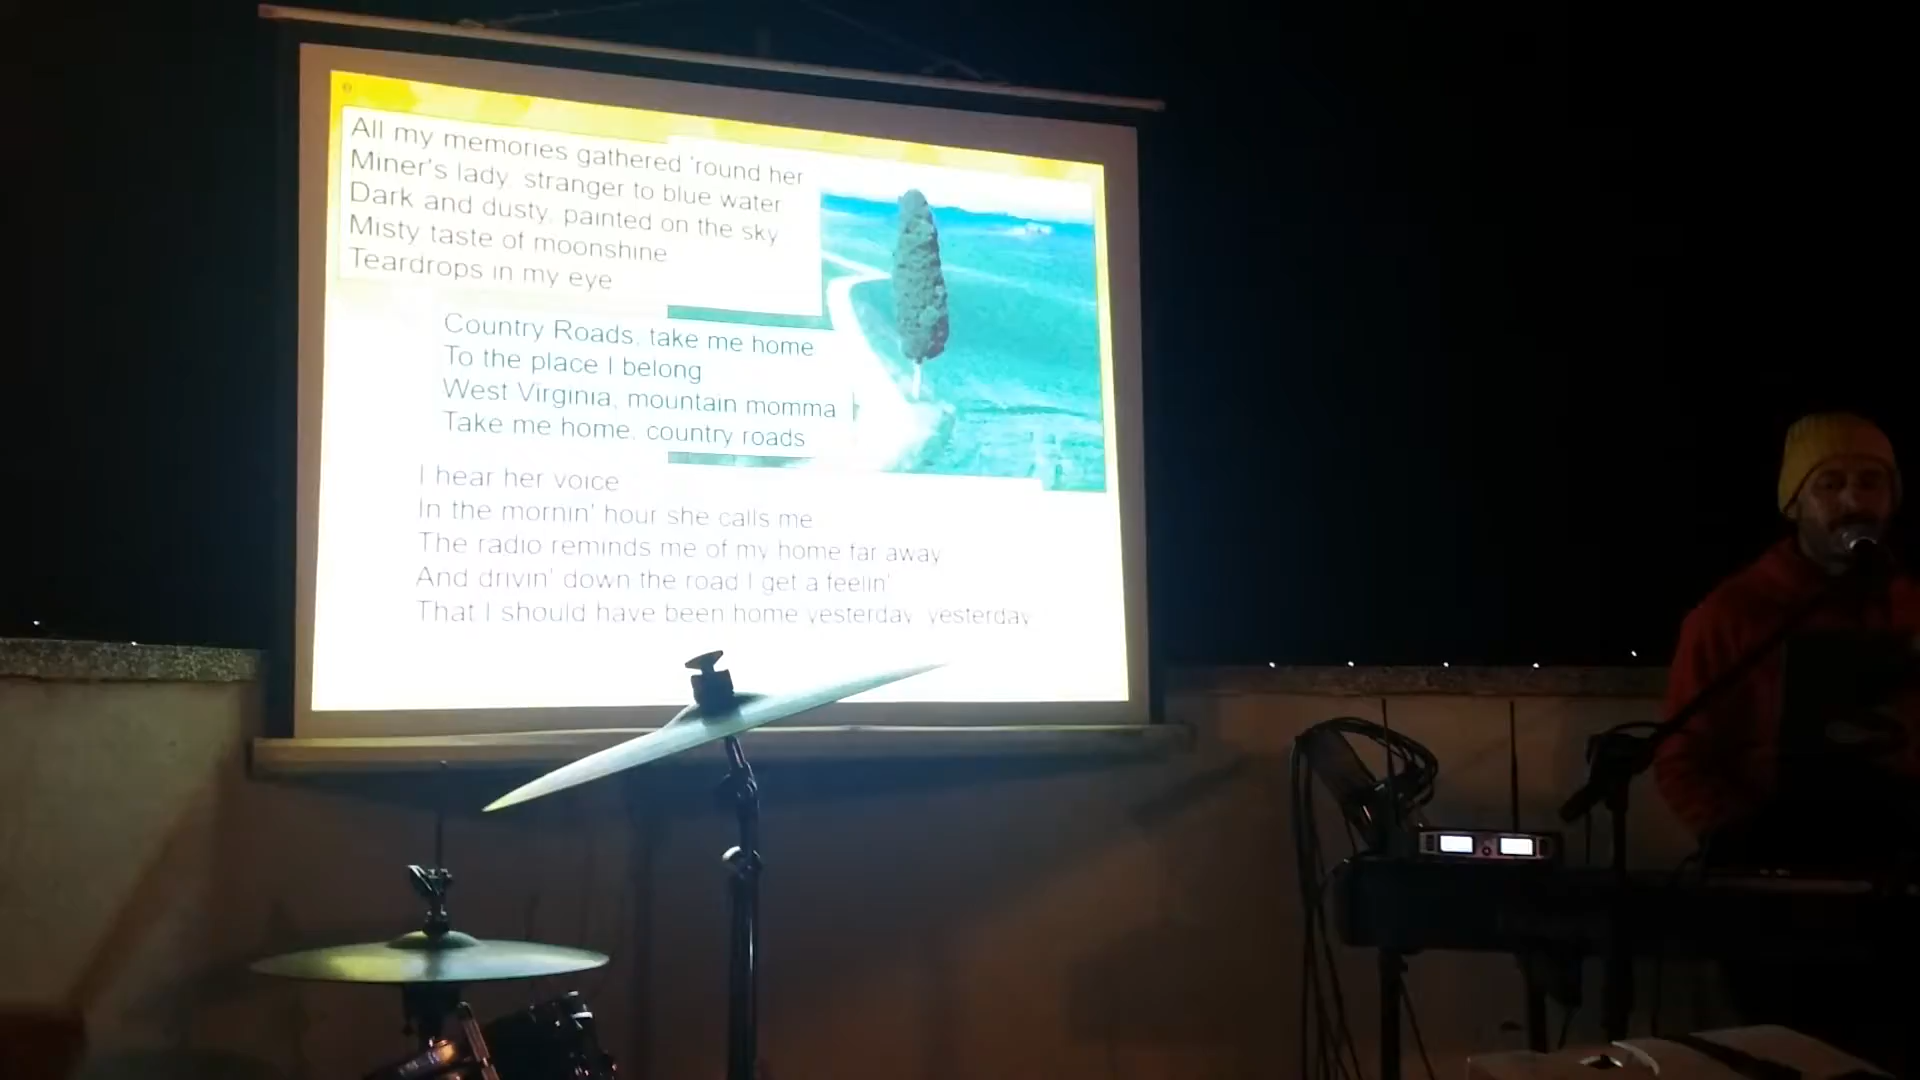 All my memories gathered 'round her
Miner's lady, stranger to blue water
Dark and dusty, painted on the sky
Misty taste of moonshine
Teardrops in my eye
Country Roads, take me home
To the place I belong
West Virginia, mountain momma
Take me home, country roads
I hear her voice
In the mornin' hour she calls me
The radio reminds me of my home far away
And drivin' down the road I get a feelin'
That I should have been home yesterday, yesterday